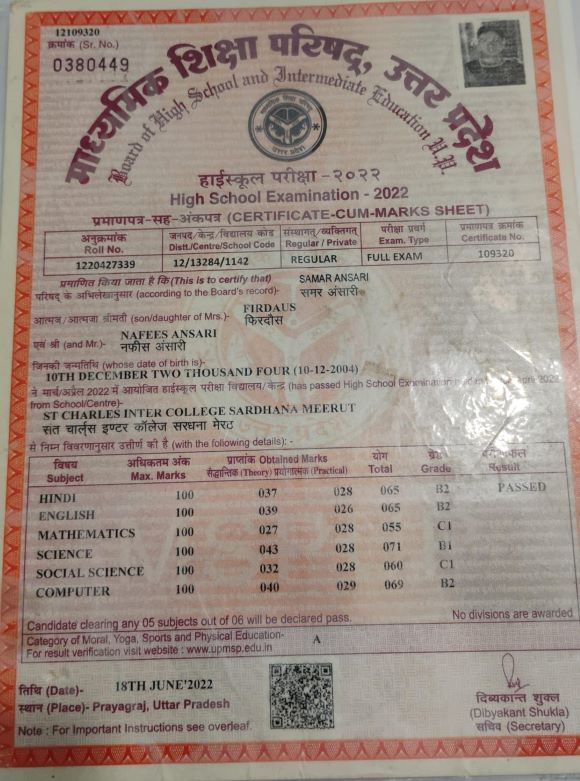 12109320
क्रमांक (Sr. No.)
0380449
माध्यमिक शिक्षा परिषद्, उत्तर प्रदेश
Board of High School and Intermediate Education U.P.
हाईस्कूल परीक्षा -२०२२
High School Examination - 2022
प्रमाणपत्र-सह-अंकपत्र (CERTIFICATE-CUM-MARKS SHEET)
अनुक्रमांक जनपद/केन्द्र/विद्यालय कोड संस्थागत/व्यक्तिगत परीक्षा प्रवर्ग प्रमाणपत्र क्रमांक
Roll No. Distt./Centre/School Code Regular / Private Exam. Type Certificate No.
1220427339 12/13284/1142 REGULAR FULL EXAM 109320
प्रमाणित किया जाता है कि (This is to certify that) SAMAR ANSARI
परिषद् के अभिलेखानुसार (according to the Board's record)- समर अंसारी
FIRDAUS
आत्मज/आत्मजा श्रीमती (son/daughter of Mrs.)- फिरदौस
NAFEES ANSARI
एवं श्री (and Mr.)- नफीस अंसारी
जिनकी जन्मतिथि (whose date of birth is)-
10TH DECEMBER TWO THOUSAND FOUR (10-12-2004)
ने मार्च/अप्रैल 2022 में आयोजित हाईस्कूल परीक्षा विद्यालय/केन्द्र (has passed High School Examination 2022
from School/Centre)-
ST CHARLES INTER COLLEGE SARDHANA MEERUT
संत चार्ल्स इण्टर कॉलेज सरधना मेरठ
से निम्न विवरणानुसार उत्तीर्ण की है (with the following details): -
विषय अधिकतम अंक प्राप्तांक Obtained Marks योग ग्रेड
Subject Max. Marks सैद्धान्तिक (Theory) प्रयोगात्मक (Practical) Total Grade Result
HINDI 100 037 028 065 B2 PASSED
ENGLISH 100 039 026 065 B2
MATHEMATICS 100 027 028 055 C1
SCIENCE 100 043 028 071 B1
SOCIAL SCIENCE 100 032 028 060 C1
COMPUTER 100 040 029 069 B2
Candidate clearing any 05 subjects out of 06 will be declared pass. No divisions are awarded
Category of Moral, Yoga, Sports and Physical Education- A
For result verification visit website : www.upmsp.edu.in
तिथि (Date)- 18TH JUNE'2022
स्थान (Place)- Prayagraj, Uttar Pradesh
Note : For Important Instructions see overleaf.
दिब्यकान्त शुक्ल
(Dibyakant Shukla)
सचिव (Secretary)